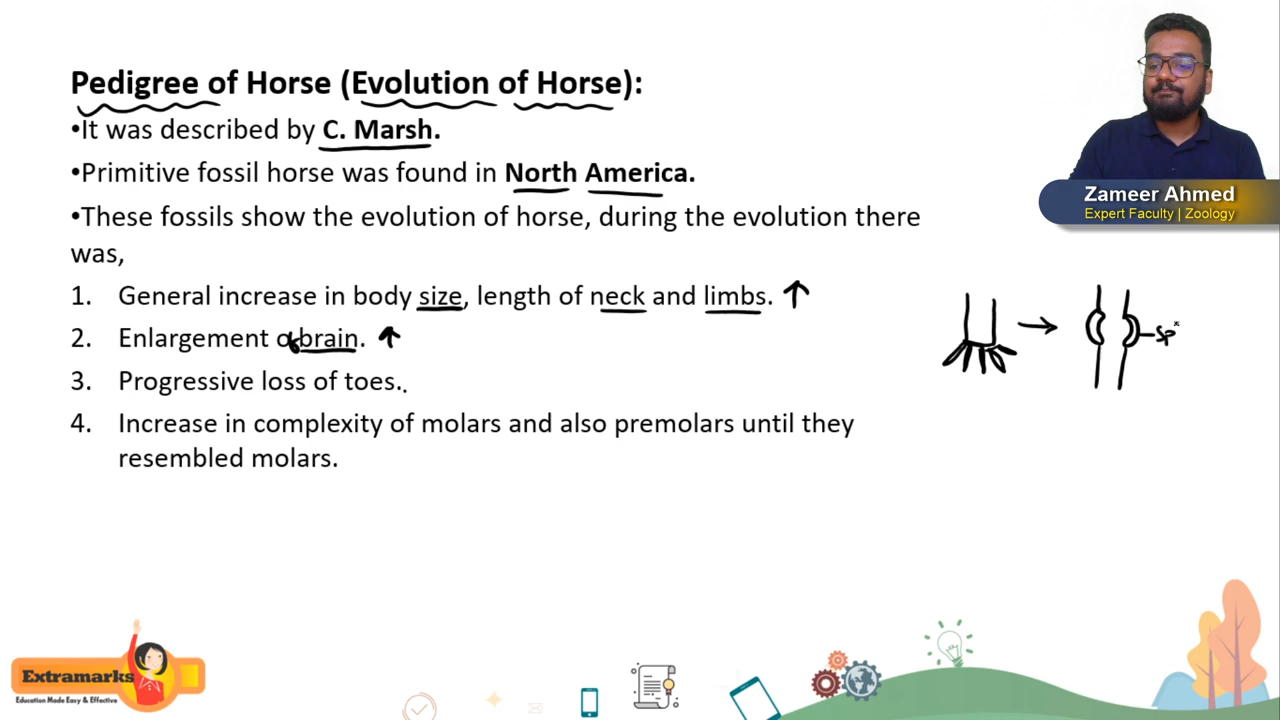 Pedigree of Horse (Evolution of Horse):
•It was described by C. Marsh.
•Primitive fossil horse was found in North America.
•These fossils show the evolution of horse, during the evolution there
was,
1. General increase in body size, length of neck and limbs.
2. Enlargement of brain.
3. Progressive loss of toes..
4. Increase in complexity of molars and also premolars until they
resembled molars.
Zameer Ahmed
Expert Faculty | Zoology
sp
Extramarks
Education Made Easy & Effective